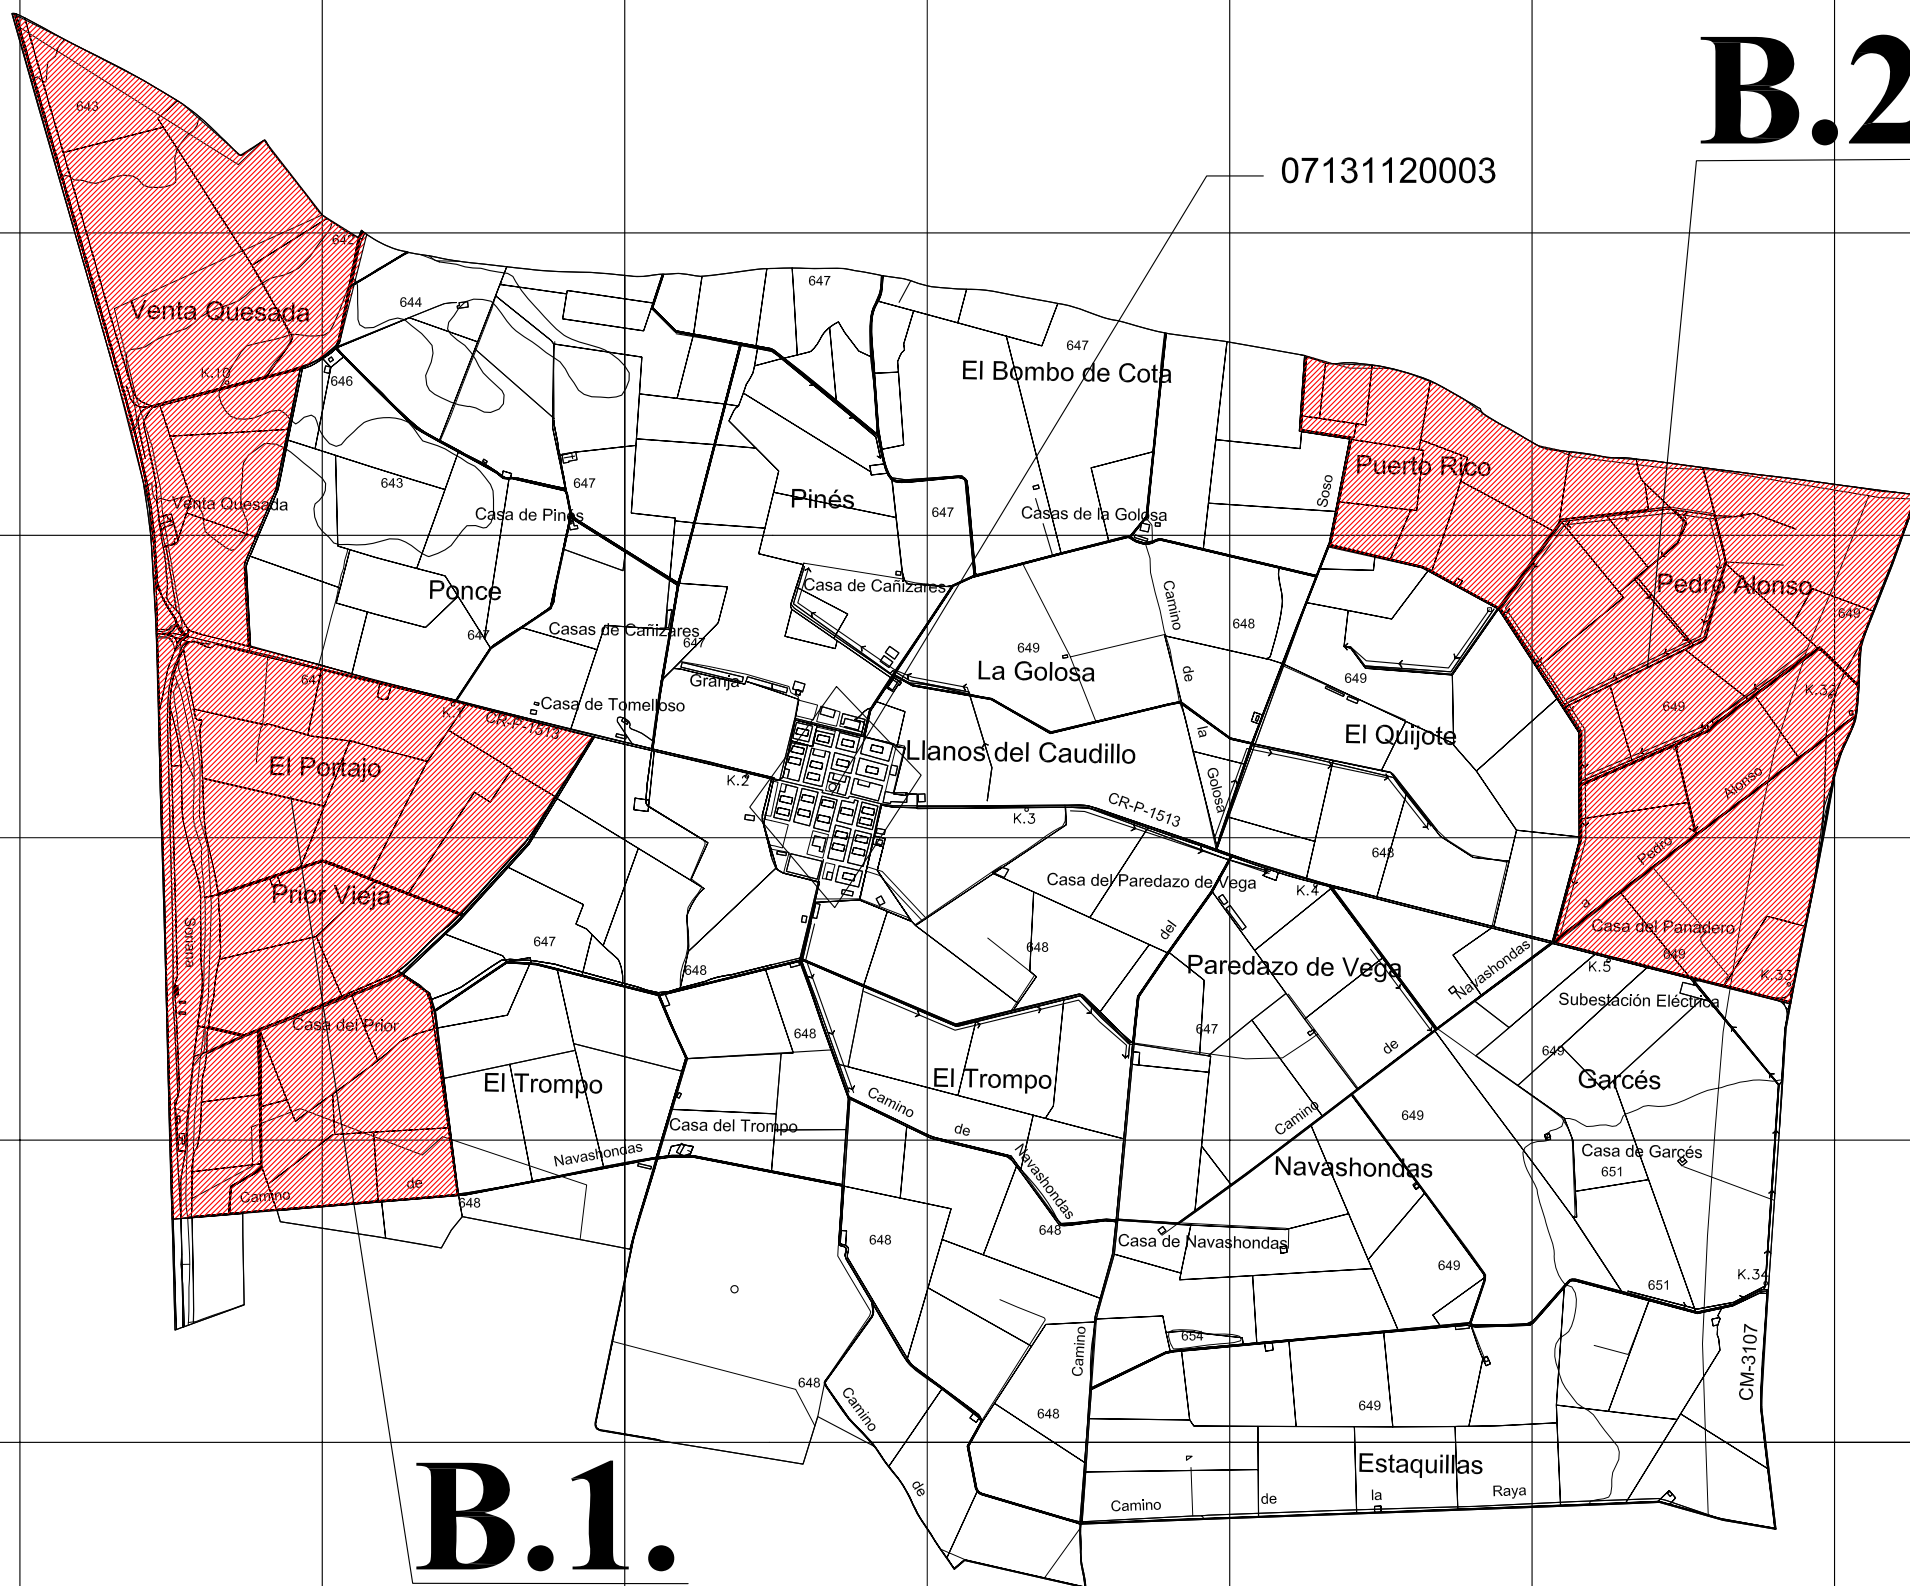 B.2
643
07131120003
642
Venta Quesada
644
647
647
El Bombo de Cota
K.10
646
Puerto Rico
643
647
Pinés
Soso
Venta Quesada
Casa de Pinés
647
Casas de la Golosa
Ponce
Casa de Cañizares
Camino
Pedro Alonso
649
647
Casas de Cañizares
647
648
649
La Golosa
de
647
Granja
649
K.32
K.1
CR-P-1513
Casa de Tomelloso
649
la
El Quijote
Llanos del Caudillo
El Portajo
K.2
Golosa
Alonso
CR-P-1513
K.3
Pedro
648
Prior Vieja
Casa del Paredazo de Vega
K.4
a
Soriana
647
648
del
Casa del Panadero
649
648
Paredazo de Vega
Navashondas
K.5
K.33
Subestación Eléctrica
Casa del Prior
648
647
de
649
El Trompo
El Trompo
Garcés
Camino
649
Casa del Trompo
de
Camino
Navashondas
Navashondas
Casa de Garcés
651
Navashondas
Camino
de
648
648
648
Casa de Navashondas
649
651
K.34
654
Camino
CM-3107
648
Camino
648
649
B.1.
Estaquillas
de
Camino
de
la
Raya